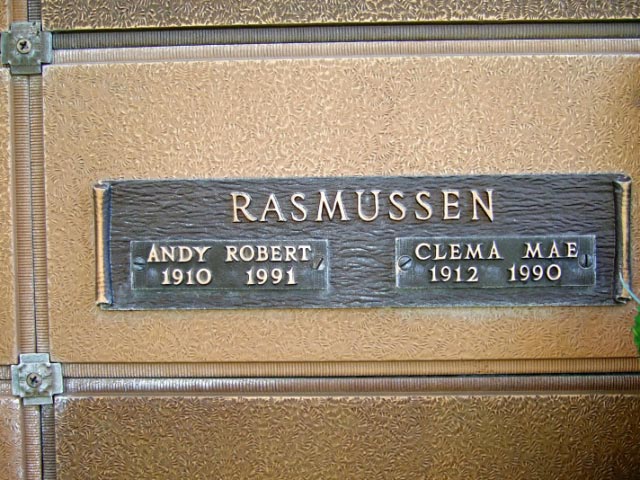 RASMUSSEN
ANDY ROBERT
1910 1991
CLEMA MAE
1912 1990